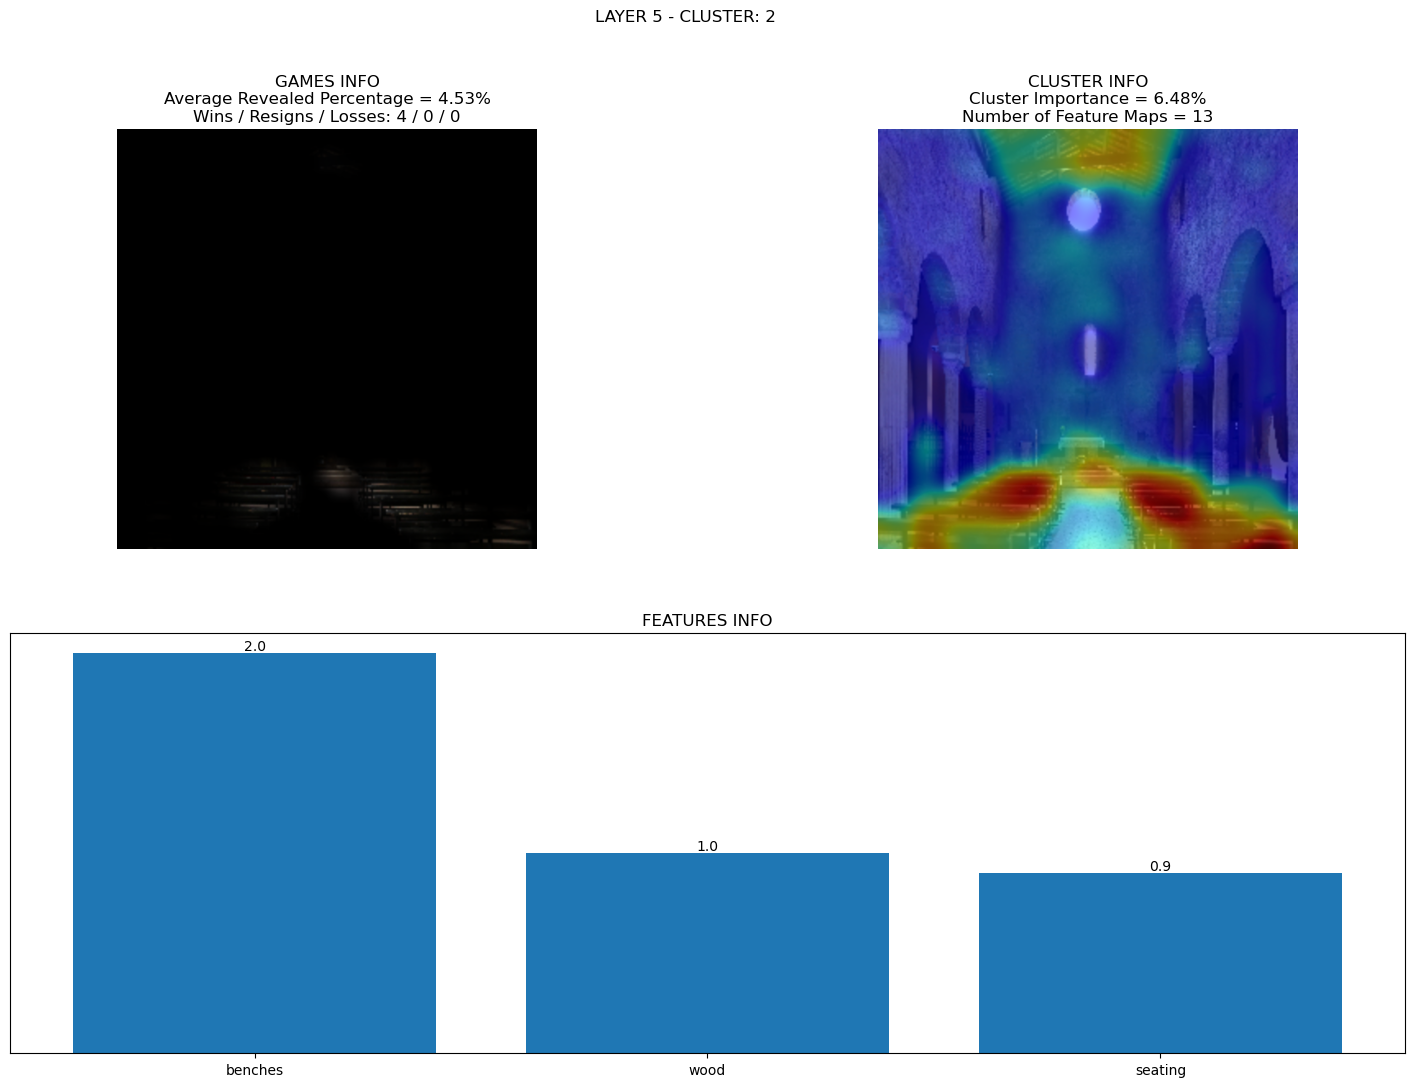 LAYER 5 - CLUSTER: 2
GAMES INFO
Average Revealed Percentage = 4.53%
Wins / Resigns / Losses: 4 / 0 / 0
CLUSTER INFO
Cluster Importance = 6.48%
Number of Feature Maps = 13
FEATURES INFO
2.0
1.0
0.9
benches
wood
seating